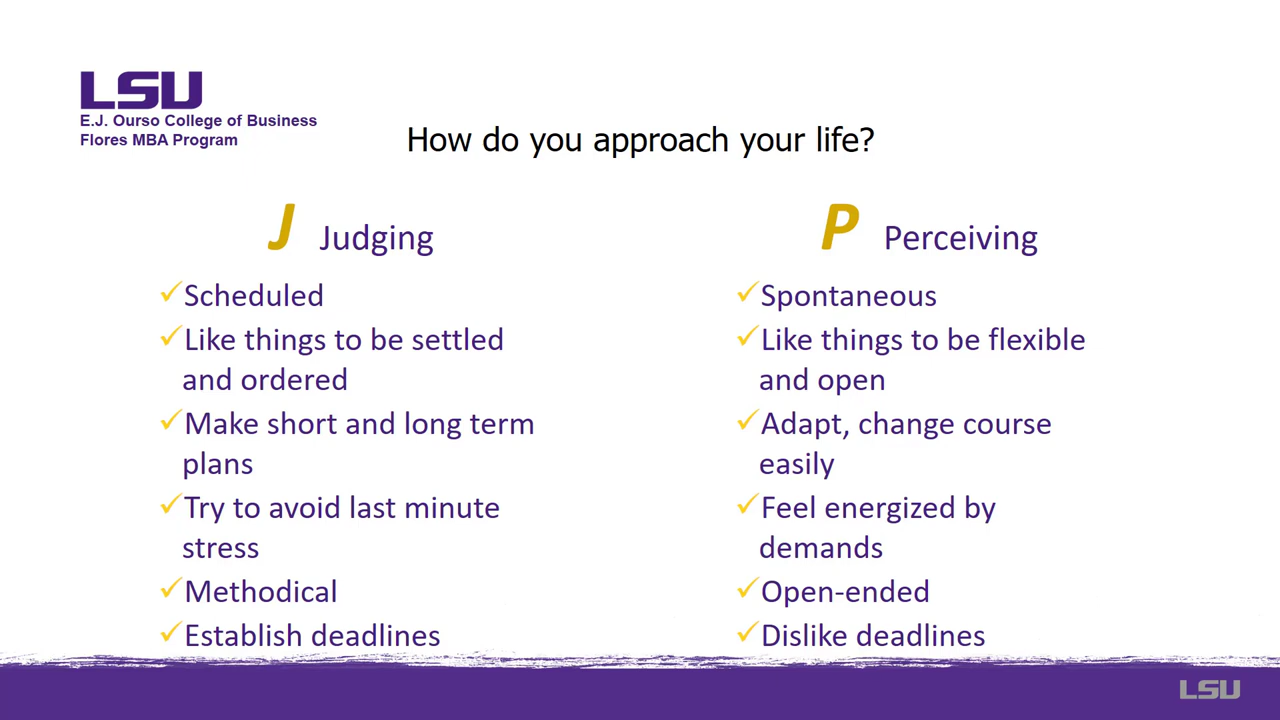 LSU
E.J. Ourso College of Business
Flores MBA Program
How do you approach your life?
J Judging
✓Scheduled
✓Like things to be settled
and ordered
✓Make short and long term
plans
✓Try to avoid last minute
stress
✓Methodical
✓Establish deadlines
P Perceiving
✓Spontaneous
✓Like things to be flexible
and open
✓Adapt, change course
easily
✓Feel energized by
demands
✓Open-ended
✓Dislike deadlines
LSU